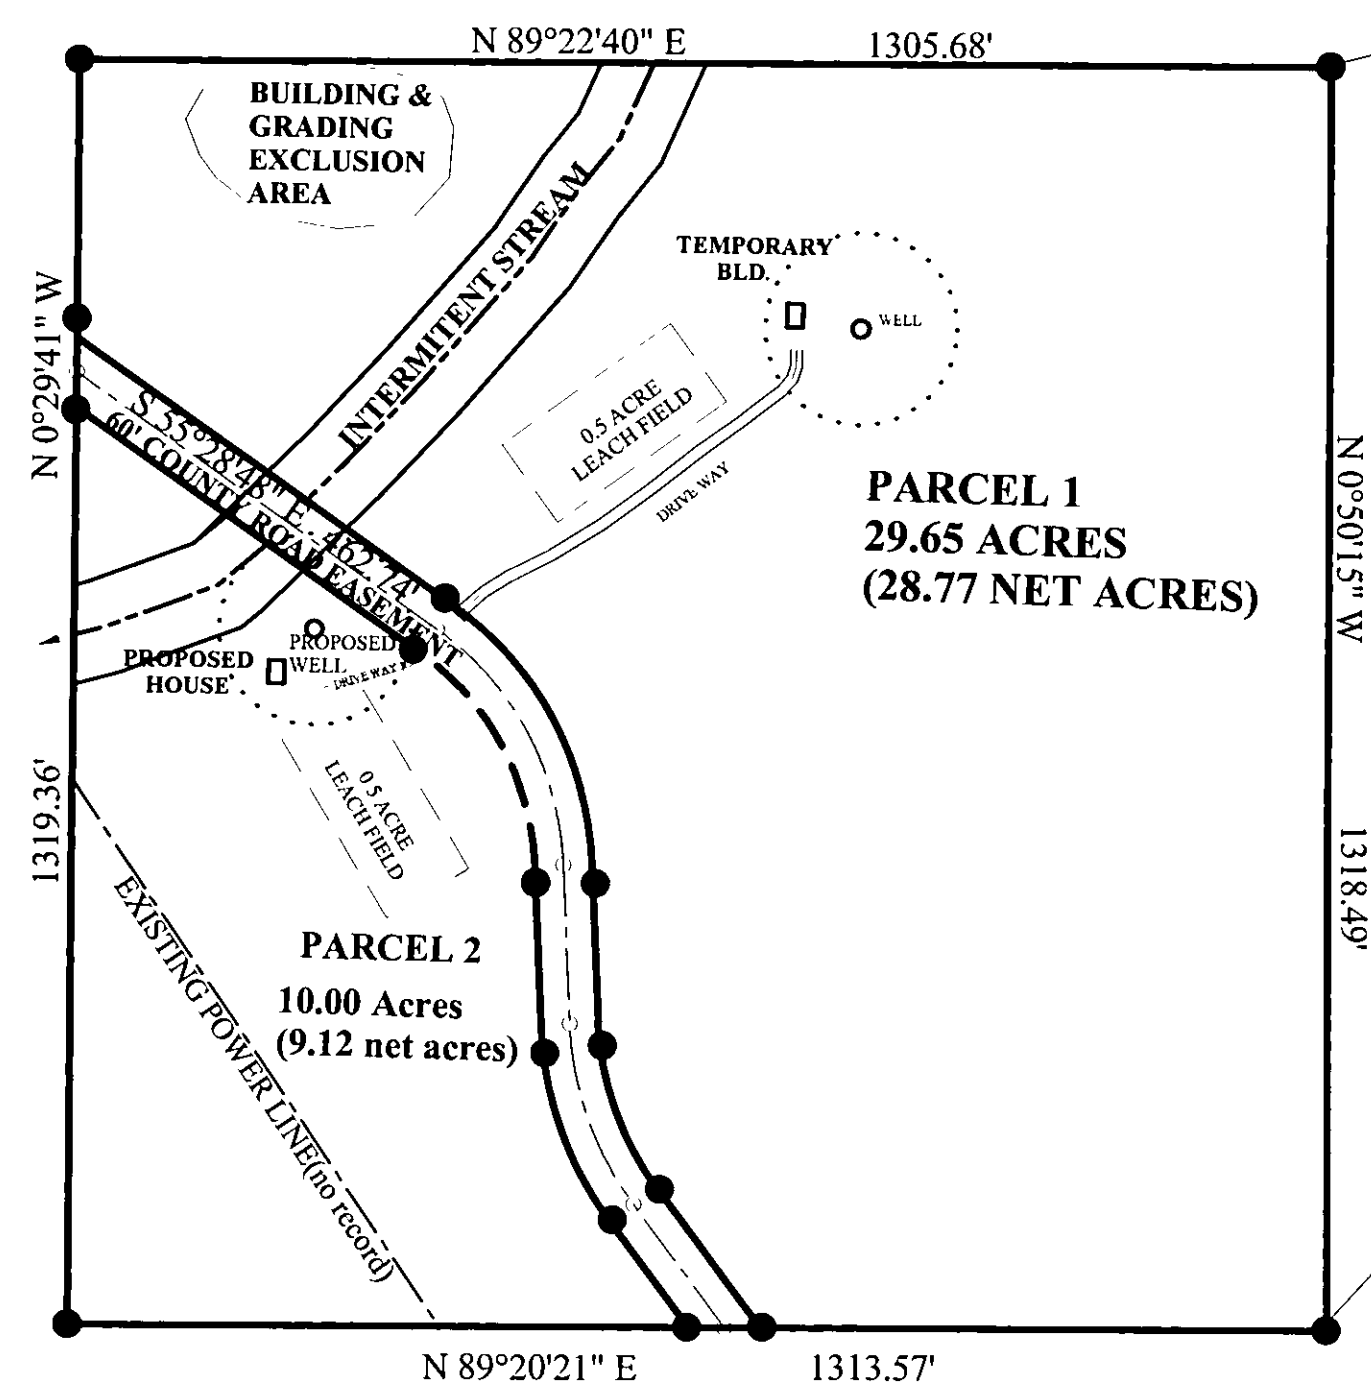 N 89°22'40" E 1305.68'
BUILDING &
GRADING
EXCLUSION
AREA
INTERMITENT STREAM
TEMPORARY
BLD.
WELL
N 0°29'41" W
1319.36'
S 55°28'48" E 462.74'
60' COUNTY ROAD EASEMENT
0.5 ACRE
LEACH FIELD
DRIVE WAY
PARCEL 1
29.65 ACRES
(28.77 NET ACRES)
N 0°50'15" W
1318.49'
PROPOSED
WELL
PROPOSED
HOUSE
DRIVE WAY
0.5 ACRE
LEACH FIELD
PARCEL 2
10.00 Acres
(9.12 net acres)
EXISTING POWER LINE(no record)
N 89°20'21" E 1313.57'